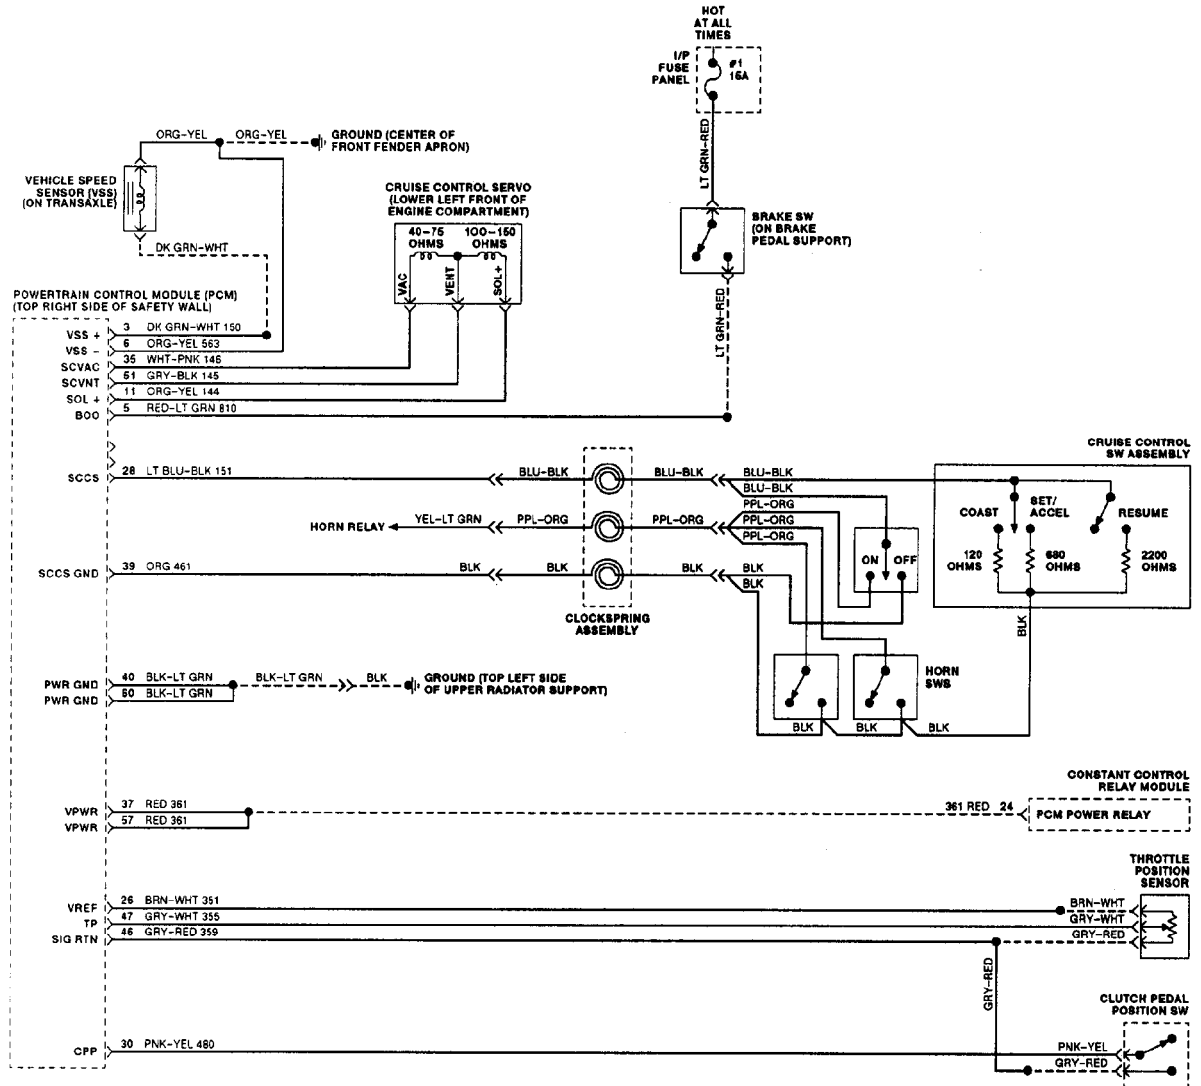 HOT
AT ALL
TIMES
I/P
FUSE
PANEL
#1
15A
LT GRN-RED
ORG-YEL
ORG-YEL
GROUND (CENTER OF
FRONT FENDER APRON)
VEHICLE SPEED
SENSOR (VSS)
(ON TRANSAXLE)
DK GRN-WHT
CRUISE CONTROL SERVO
(LOWER LEFT FRONT OF
ENGINE COMPARTMENT)
40-75
OHMS
100-150
OHMS
VAC
VENT
SOL+
BRAKE SW
(ON BRAKE
PEDAL SUPPORT)
LT GRN-RED
POWERTRAIN CONTROL MODULE (PCM)
(TOP RIGHT SIDE OF SAFETY WALL)
VSS + 3 DK GRN-WHT 150
VSS - 6 ORG-YEL 563
SCVAC 35 WHT-PNK 146
SCVNT 51 GRY-BLK 145
SOL + 11 ORG-YEL 144
BOO 5 RED-LT GRN 810
SCCS 28 LT BLU-BLK 151
BLU-BLK
BLU-BLK
BLU-BLK
BLU-BLK
HORN RELAY
YEL-LT GRN
PPL-ORG
PPL-ORG
PPL-ORG
PPL-ORG
PPL-ORG
SCCS GND 39 ORG 461
BLK
BLK
BLK
BLK
BLK
CLOCKSPRING
ASSEMBLY
ON
OFF
CRUISE CONTROL
SW ASSEMBLY
COAST
SET/
ACCEL
RESUME
120
OHMS
680
OHMS
2200
OHMS
BLK
HORN
SWS
BLK
BLK
BLK
PWR GND 40 BLK-LT GRN
PWR GND 60 BLK-LT GRN
BLK-LT GRN
BLK
GROUND (TOP LEFT SIDE
OF UPPER RADIATOR SUPPORT)
VPWR 37 RED 361
VPWR 57 RED 361
361 RED 24
CONSTANT CONTROL
RELAY MODULE
PCM POWER RELAY
THROTTLE
POSITION
SENSOR
VREF 26 BRN-WHT 351
TP 47 GRY-WHT 355
SIG RTN 46 GRY-RED 359
BRN-WHT
GRY-WHT
GRY-RED
GRY-RED
CLUTCH PEDAL
POSITION SW
CPP 30 PNK-YEL 480
PNK-YEL
GRY-RED